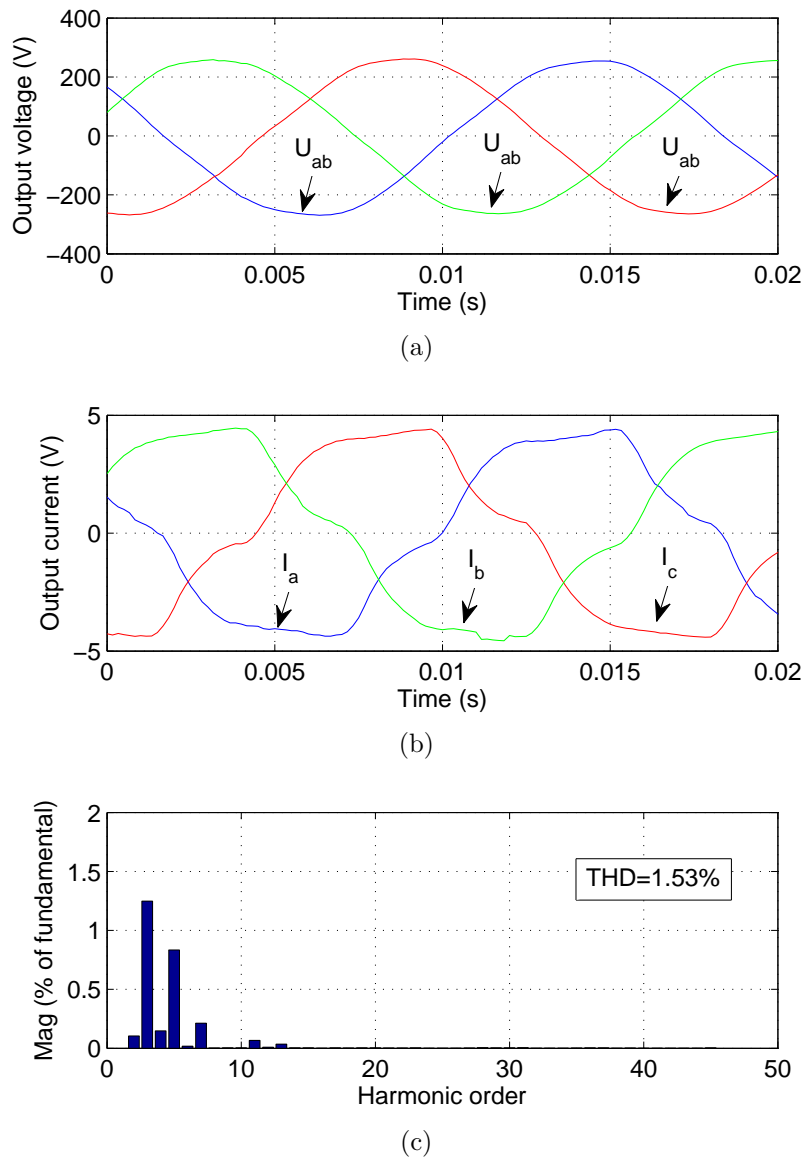 400
200
0
−200
−400
Output voltage (V)
U_ab
U_ab
U_ab
0
0.005
0.01
0.015
0.02
Time (s)
(a)
5
0
−5
Output current (V)
I_a
I_b
I_c
0
0.005
0.01
0.015
0.02
Time (s)
(b)
2
1.5
1
0.5
0
Mag (% of fundamental)
THD=1.53%
0
10
20
30
40
50
Harmonic order
(c)